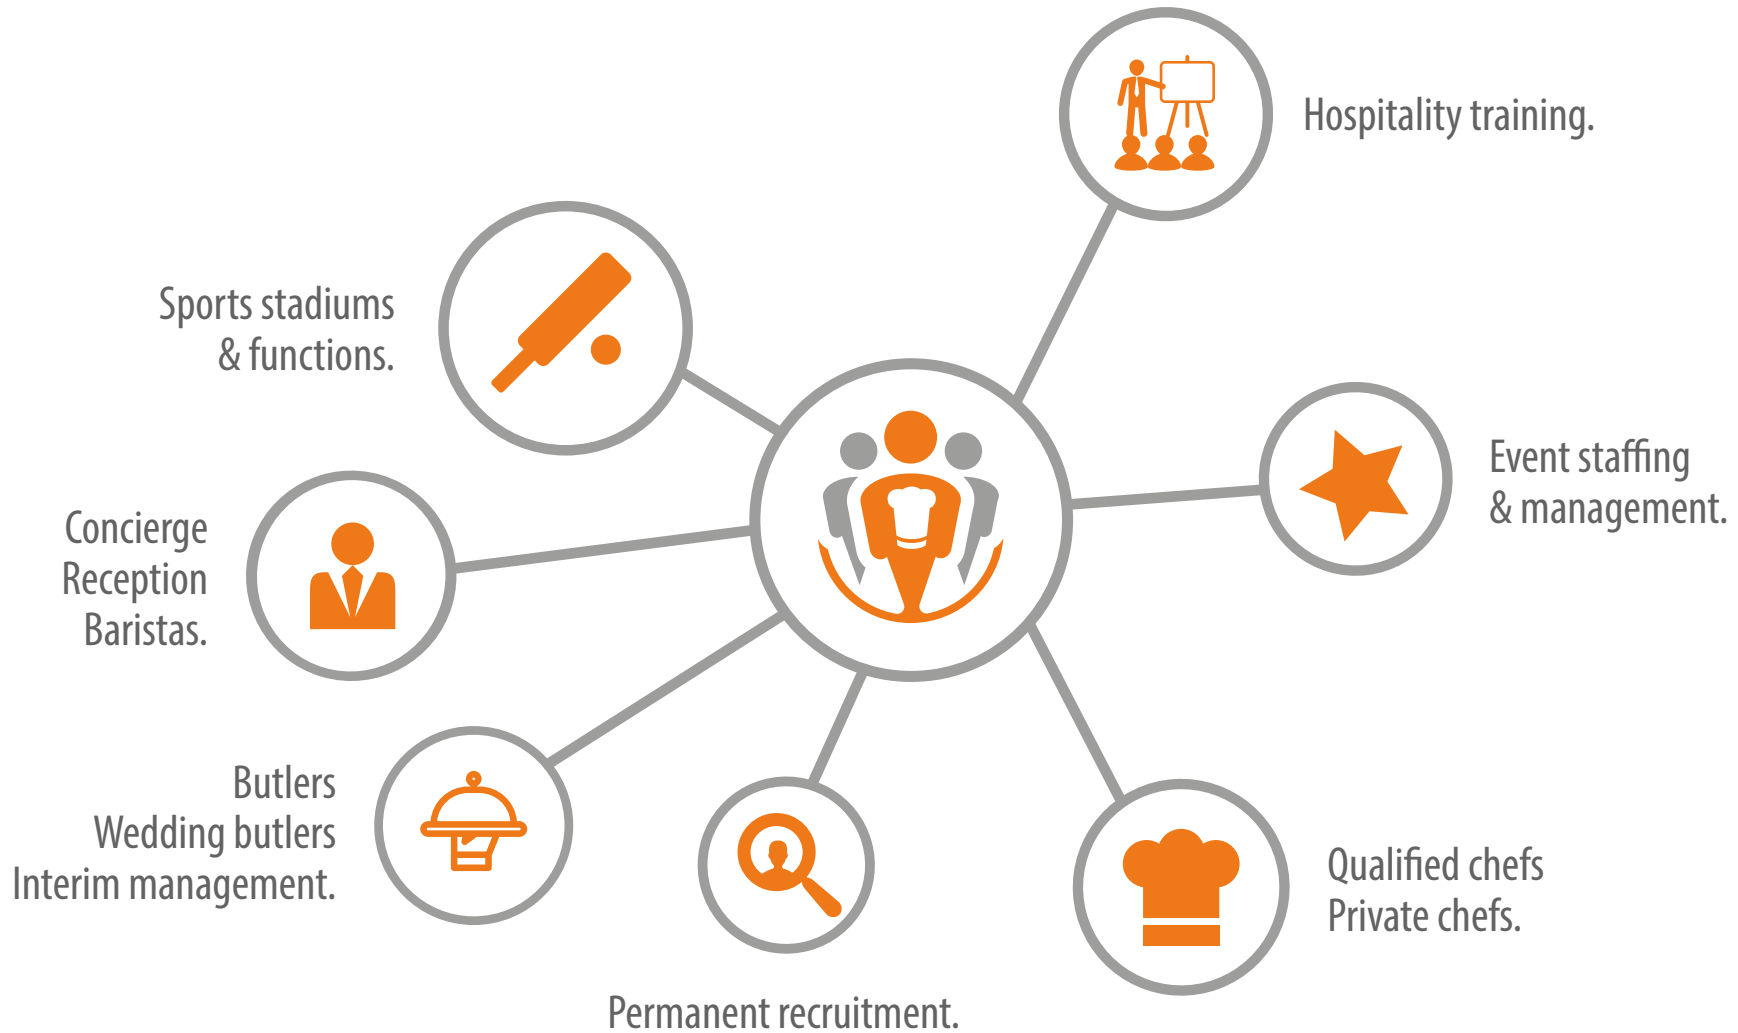 Hospitality training.
Sports stadiums
& functions.
Event staffing
& management.
Concierge
Reception
Baristas.
Butlers
Wedding butlers
Interim management.
Qualified chefs
Private chefs.
Permanent recruitment.